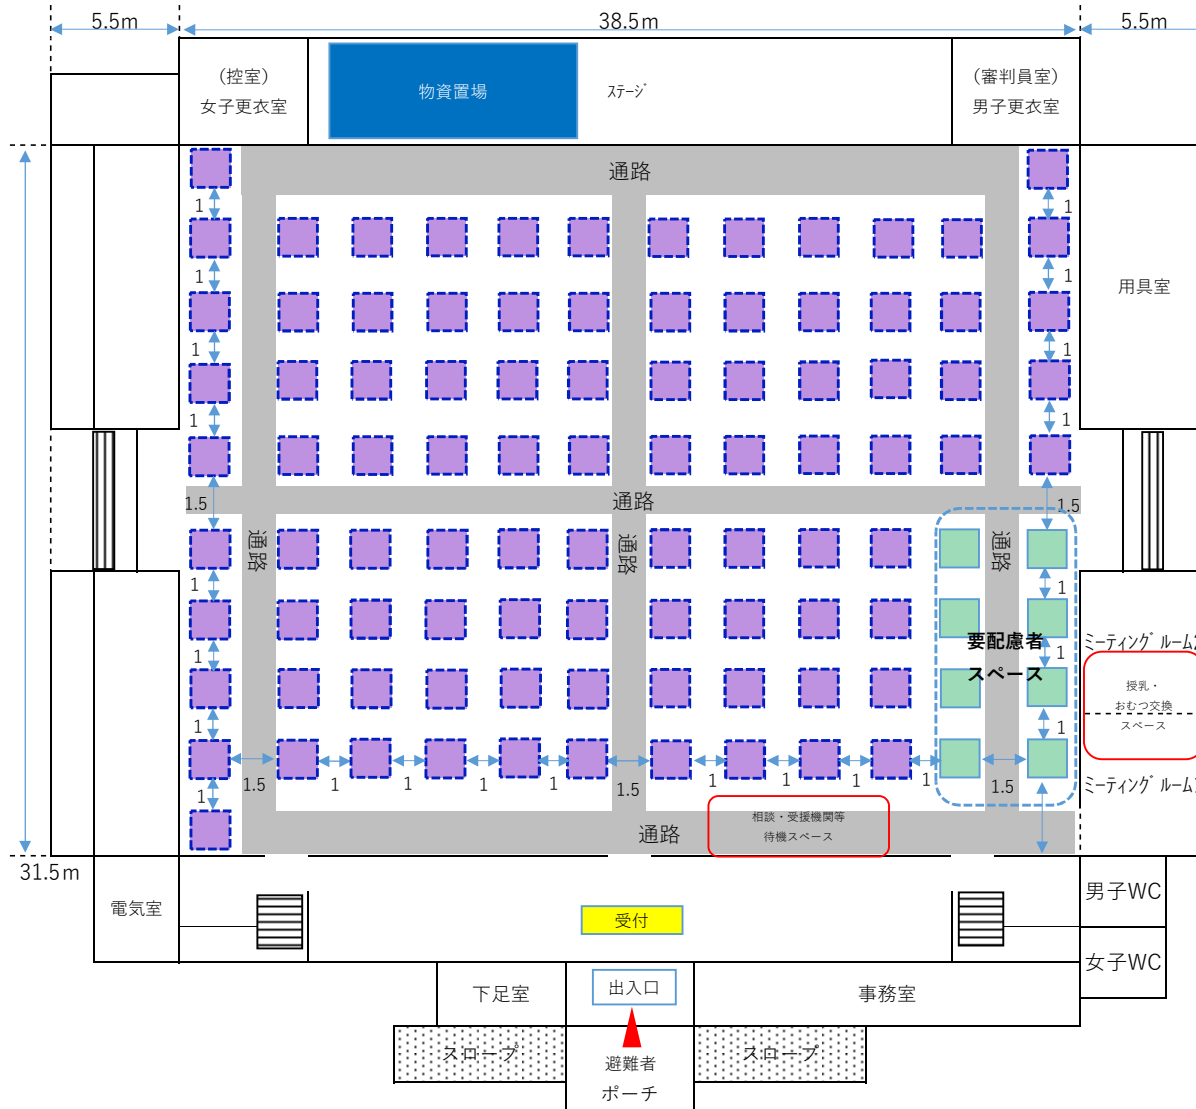 5.5m
38.5m
5.5m
（控室）
女子更衣室
物資置場
ｽﾃｰｼﾞ
（審判員室）
男子更衣室
通路
1
1
1
1
1
1
用具室
1
1
1
1
1.5
通路
1.5
通路
通路
通路
1
1
要配慮者
スペース
ミーティングルーム2
1
1
授乳・
おむつ交換
スペース
1
1
ミーティングルーム1
1
1.5
1
1
1
1
1.5
1
1
1
1
1.5
相談・受援機関等
待機スペース
通路
31.5m
電気室
受付
男子WC
女子WC
下足室
出入口
事務室
スロープ
スロープ
避難者
ポーチ